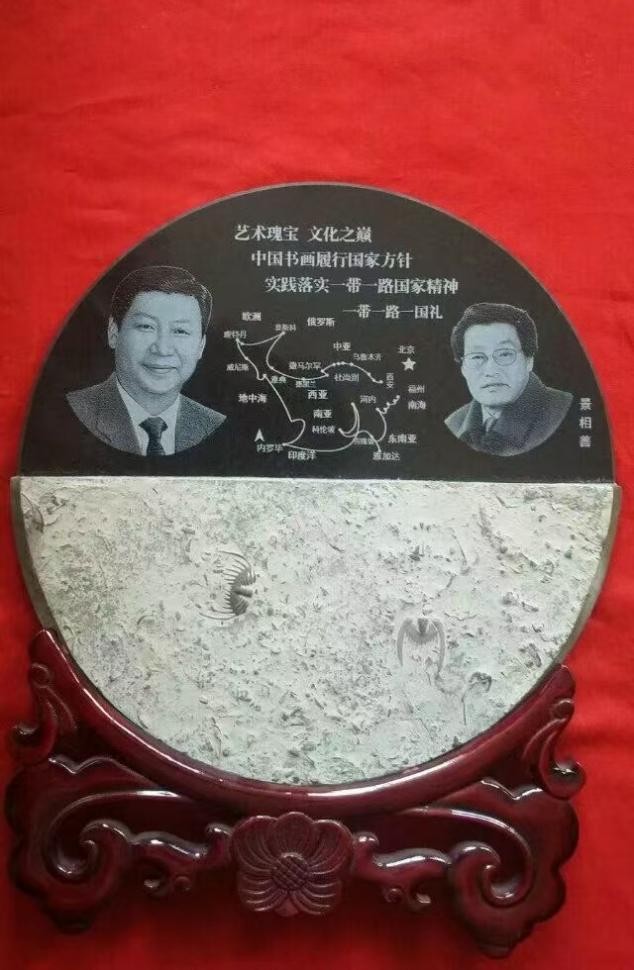 艺术瑰宝 文化之巅
中国书画履行国家方针
实践落实一带一路国家精神
一带一路一国礼
欧洲
俄罗斯
莫斯科
中亚
乌鲁木齐
北京
威尼斯
撒马尔罕
杜尚别
西安
地中海
西亚
福州
河内
南海
南亚
科伦坡
东南亚
内罗毕
印度洋
雅加达
景相善